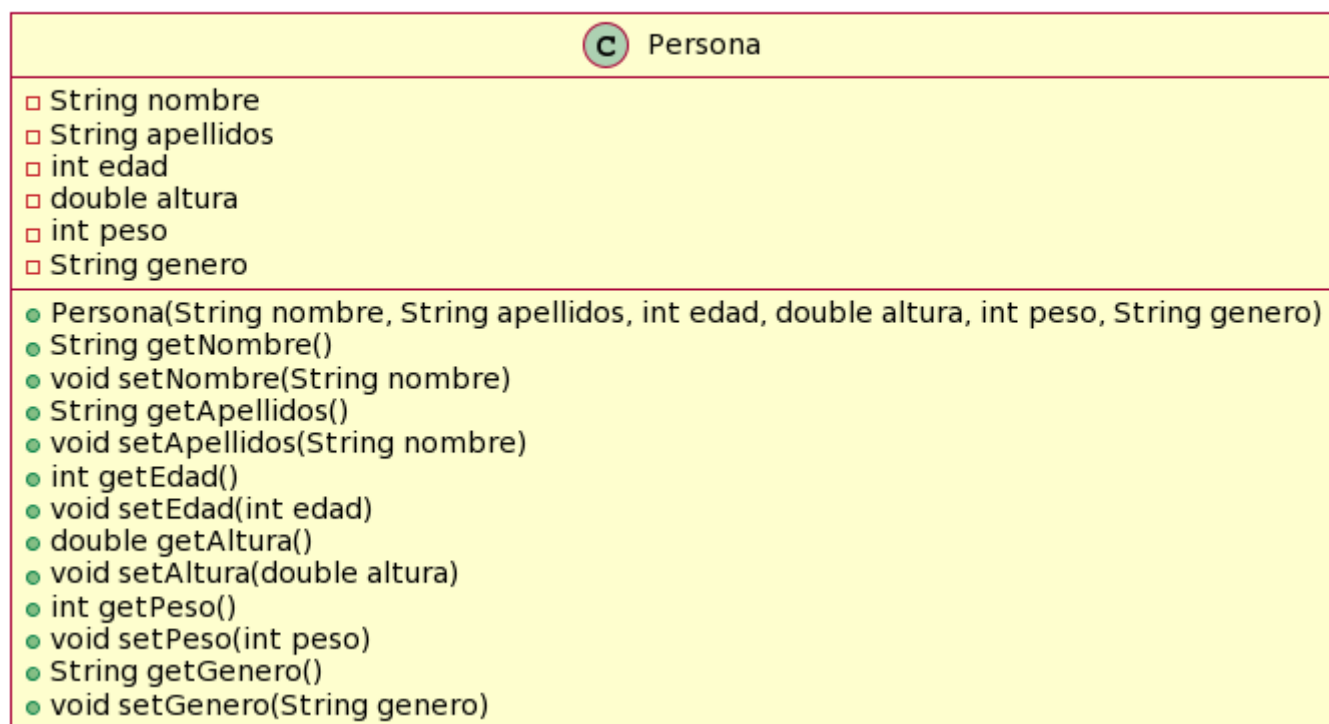 C Persona
String nombre
String apellidos
int edad
double altura
int peso
String genero
Persona(String nombre, String apellidos, int edad, double altura, int peso, String genero)
String getNombre()
void setNombre(String nombre)
String getApellidos()
void setApellidos(String nombre)
int getEdad()
void setEdad(int edad)
double getAltura()
void setAltura(double altura)
int getPeso()
void setPeso(int peso)
String getGenero()
void setGenero(String genero)